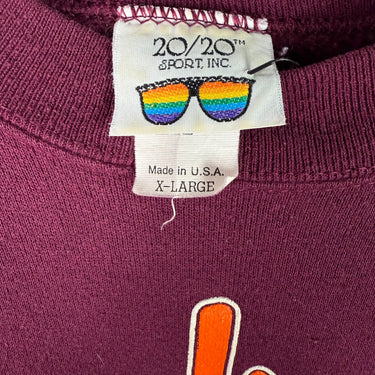 20/20™
SPORT, INC.
Made in U.S.A.
X-LARGE